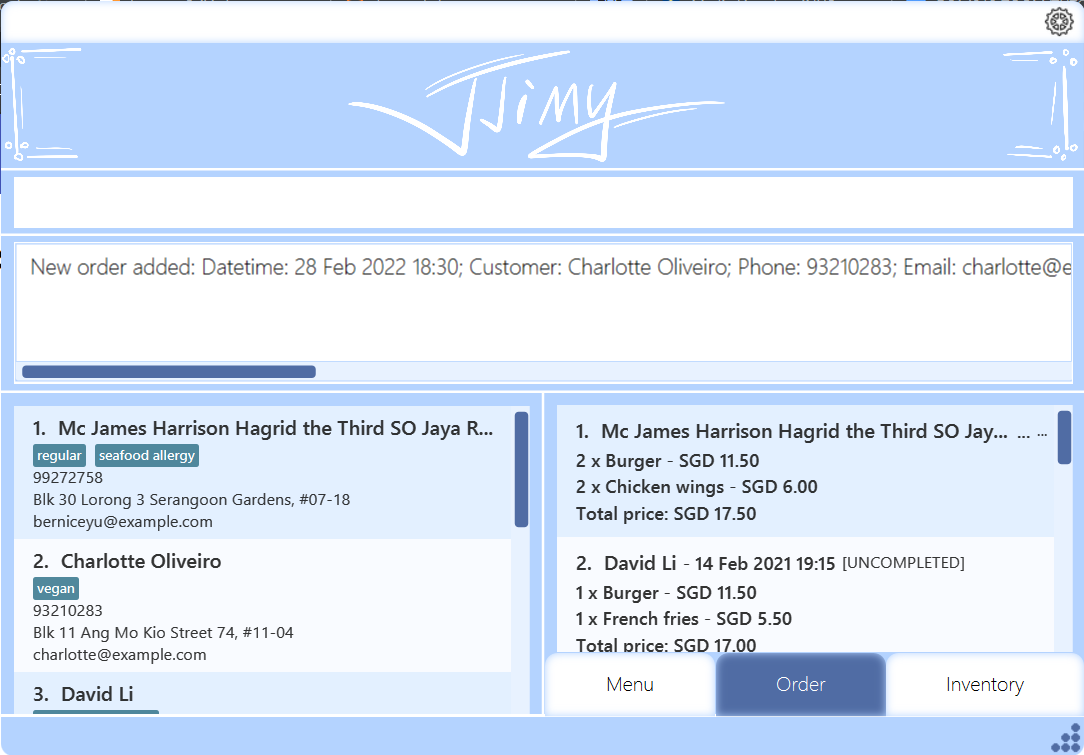 JJimy
New order added: Datetime: 28 Feb 2022 18:30; Customer: Charlotte Oliveiro; Phone: 93210283; Email: charlotte@e
1. Mc James Harrison Hagrid the Third SO Jaya R...
regular seafood allergy
99272758
Blk 30 Lorong 3 Serangoon Gardens, #07-18
berniceyu@example.com
2. Charlotte Oliveiro
vegan
93210283
Blk 11 Ang Mo Kio Street 74, #11-04
charlotte@example.com
3. David Li
1. Mc James Harrison Hagrid the Third SO Jay... ... ...
2 x Burger - SGD 11.50
2 x Chicken wings - SGD 6.00
Total price: SGD 17.50
2. David Li - 14 Feb 2021 19:15 [UNCOMPLETED]
1 x Burger - SGD 11.50
1 x French fries - SGD 5.50
Total price: SGD 17.00
Menu Order Inventory